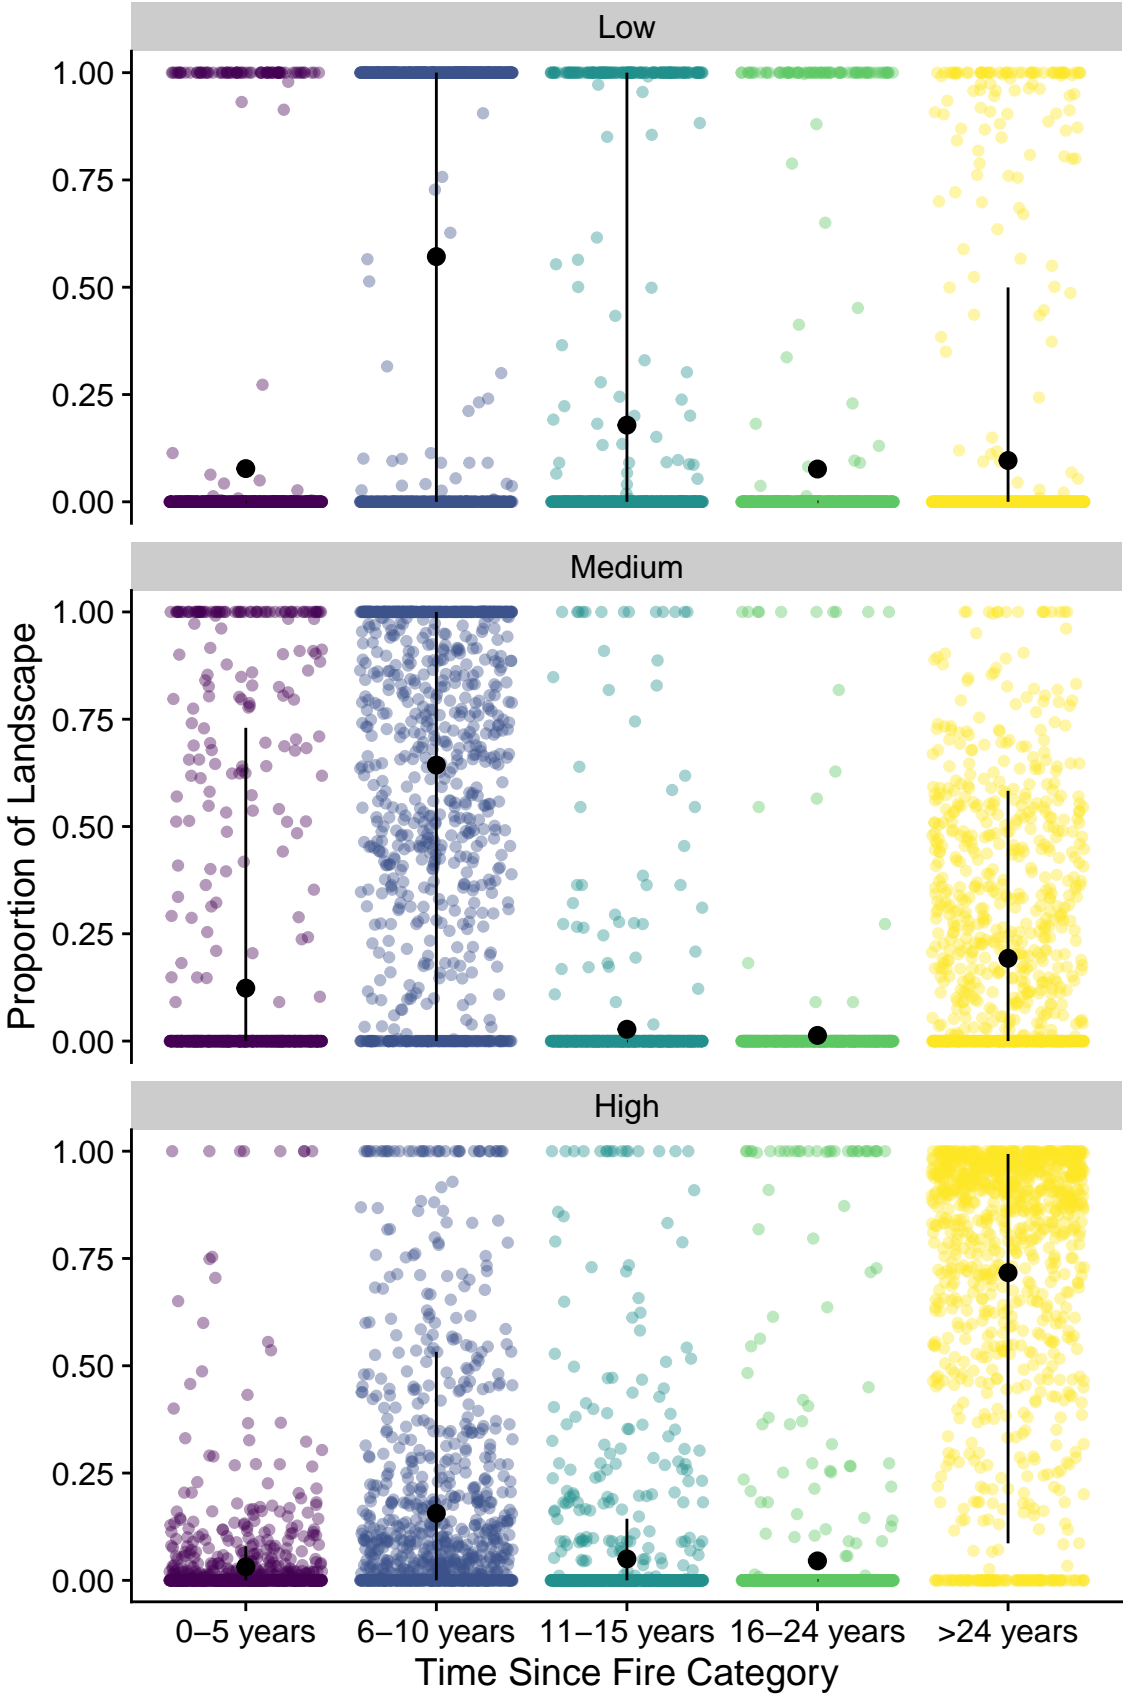 Low
1.00
0.75
0.50
0.25
0.00
Medium
1.00
0.75
0.50
0.25
0.00
High
1.00
0.75
0.50
0.25
0.00
Proportion of Landscape
0–5 years 6–10 years 11–15 years 16–24 years >24 years
Time Since Fire Category